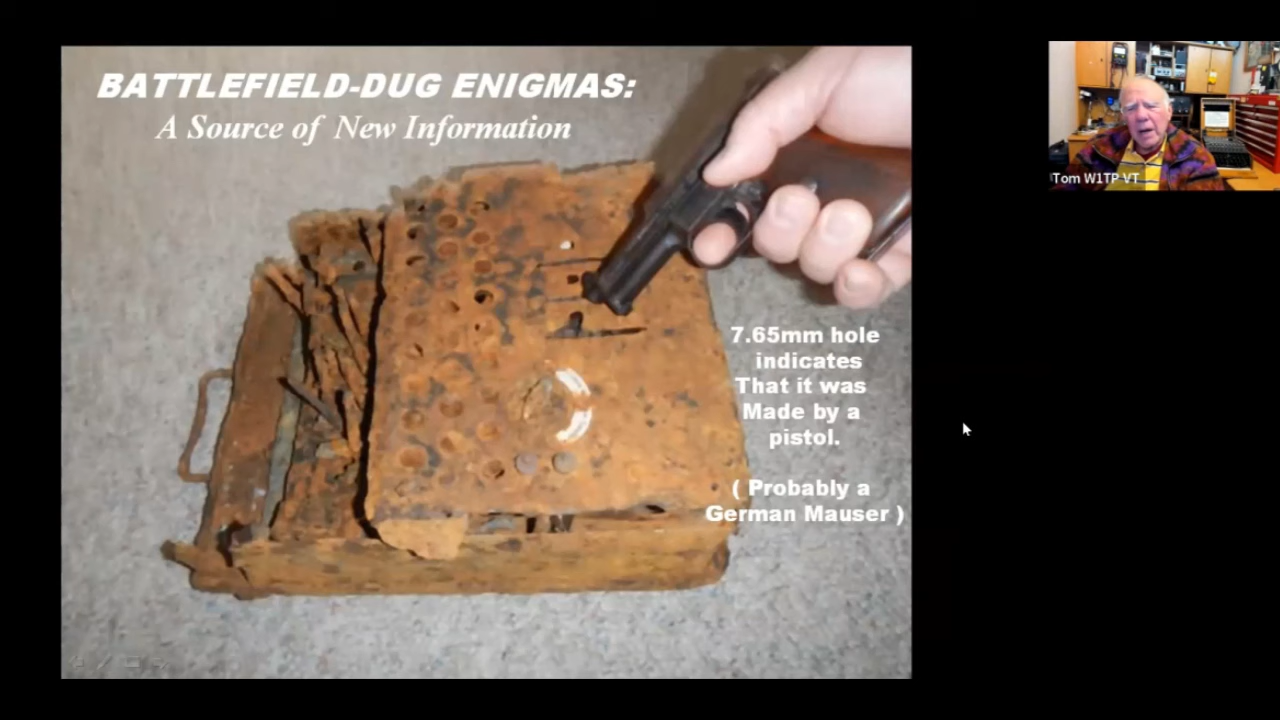 BATTLEFIELD-DUG ENIGMAS:
A Source of New Information
Tom W1TP VT
7.65mm hole
indicates
That it was
Made by a
pistol.
( Probably a
German Mauser )